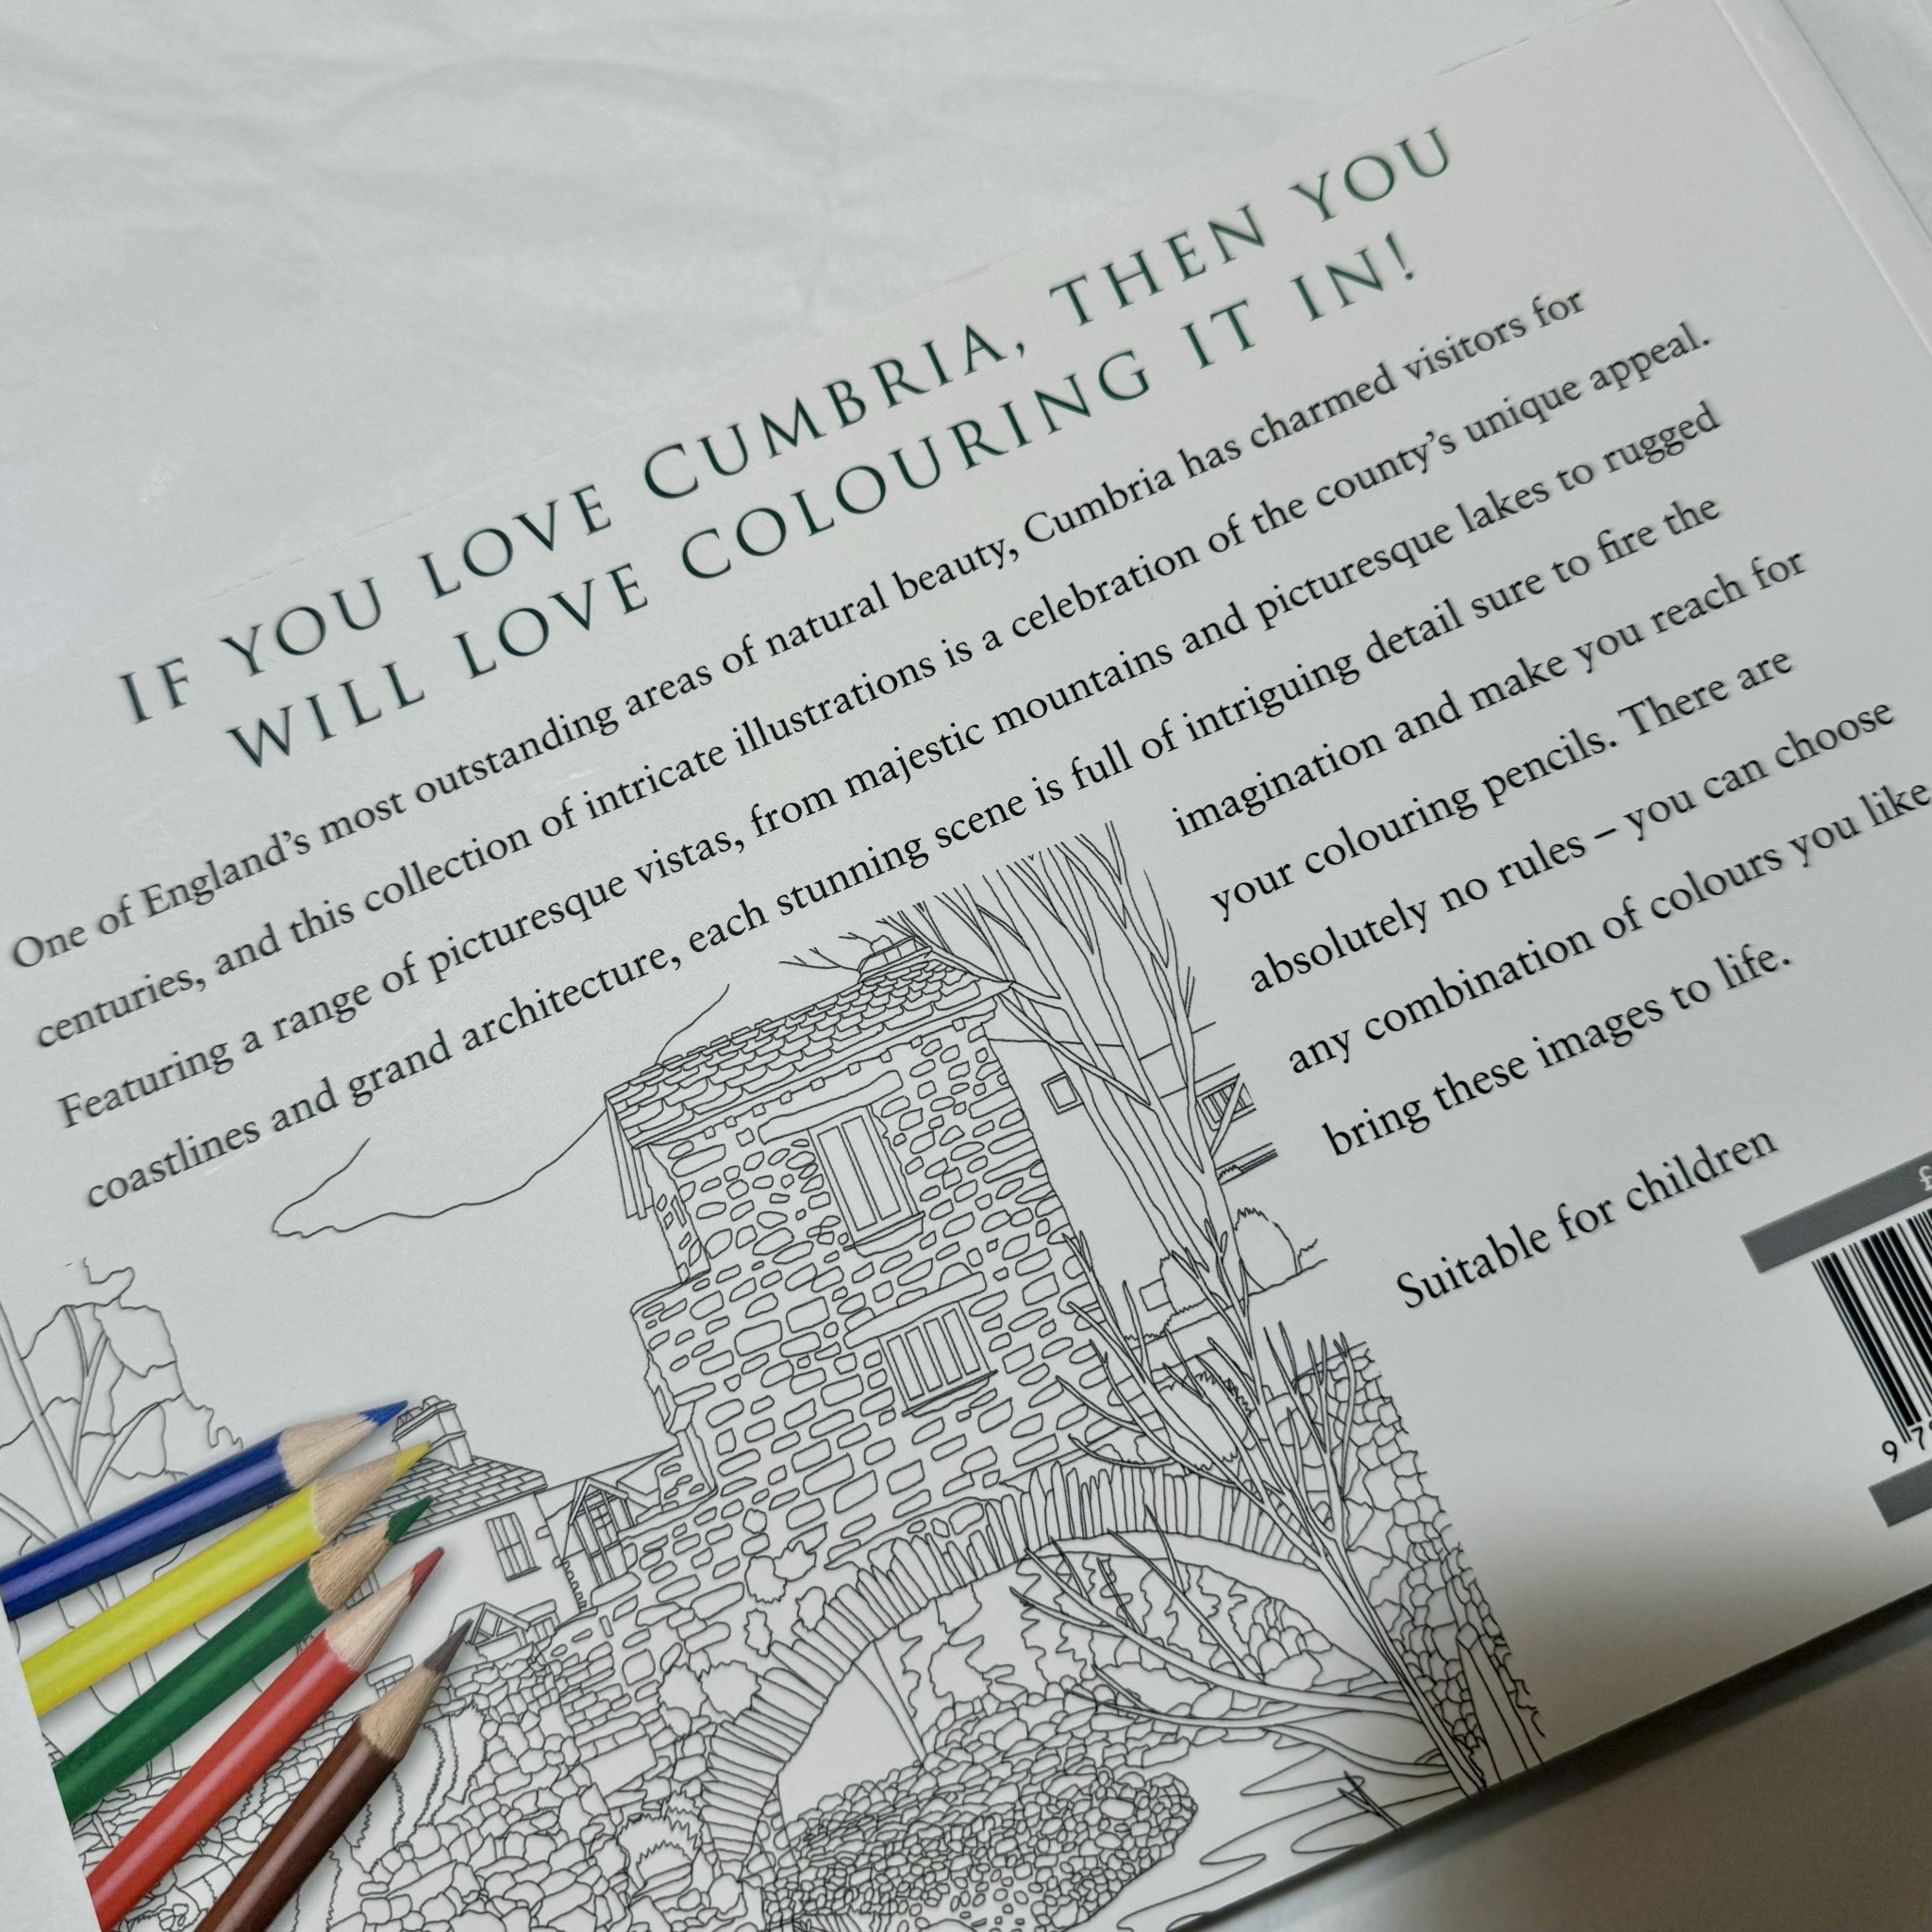 IF YOU LOVE CUMBRIA, THEN YOU
WILL LOVE COLOURING IT IN!
One of England's most outstanding areas of natural beauty, Cumbria has charmed visitors for
centuries, and this collection of intricate illustrations is a celebration of the county's unique appeal.
Featuring a range of picturesque vistas, from majestic mountains and picturesque lakes to rugged
coastlines and grand architecture, each stunning scene is full of intriguing detail sure to fire the
imagination and make you reach for
your colouring pencils. There are
absolutely no rules – you can choose
any combination of colours you like
bring these images to life.
Suitable for children
£
9 7